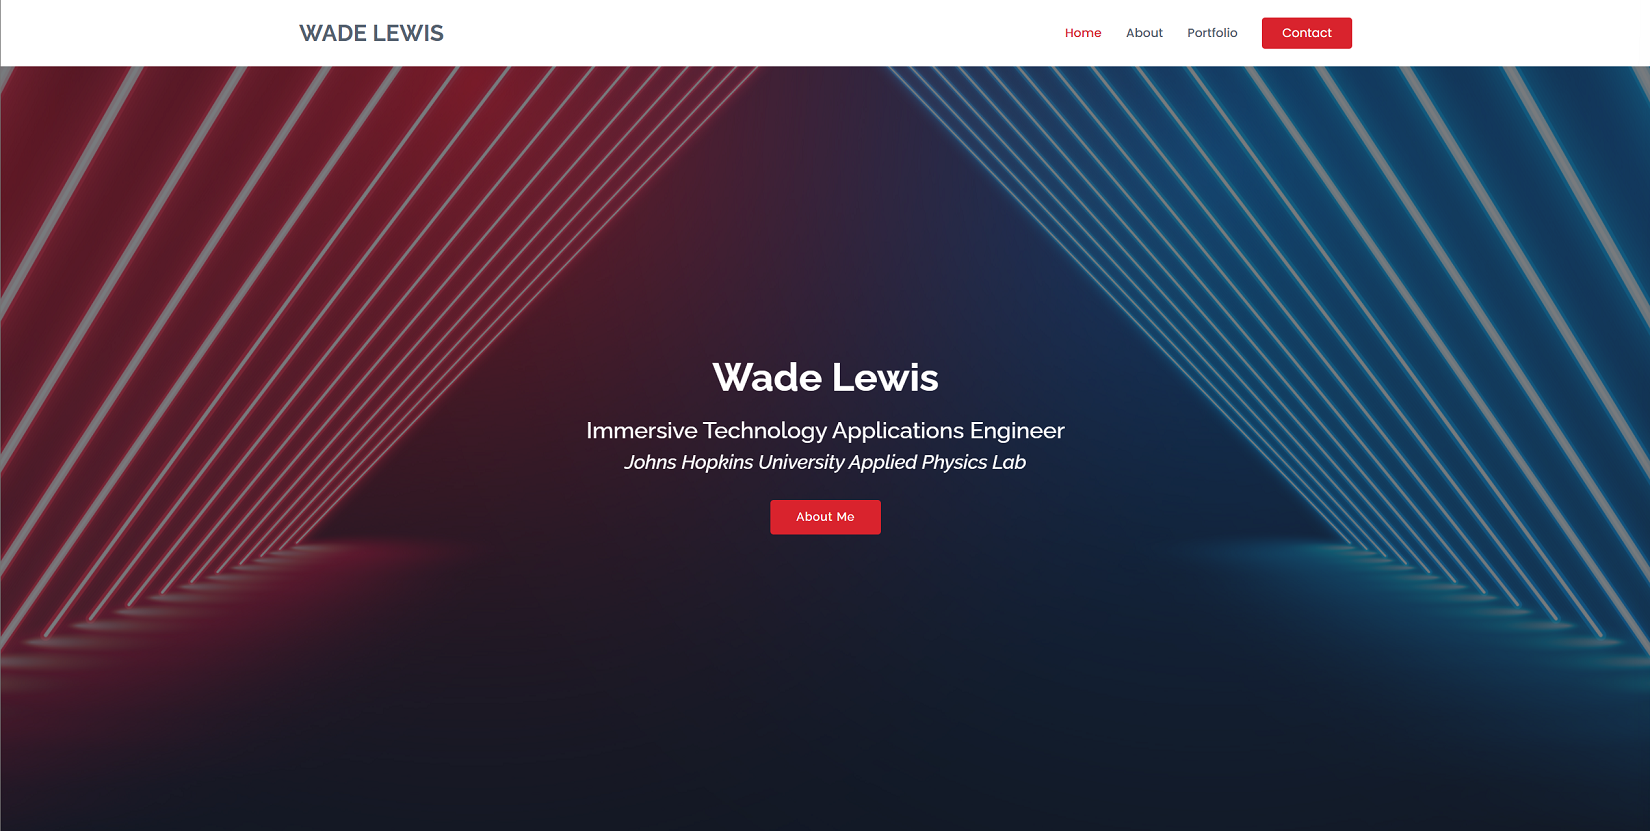 WADE LEWIS
Home About Portfolio Contact
Wade Lewis
Immersive Technology Applications Engineer
Johns Hopkins University Applied Physics Lab
About Me